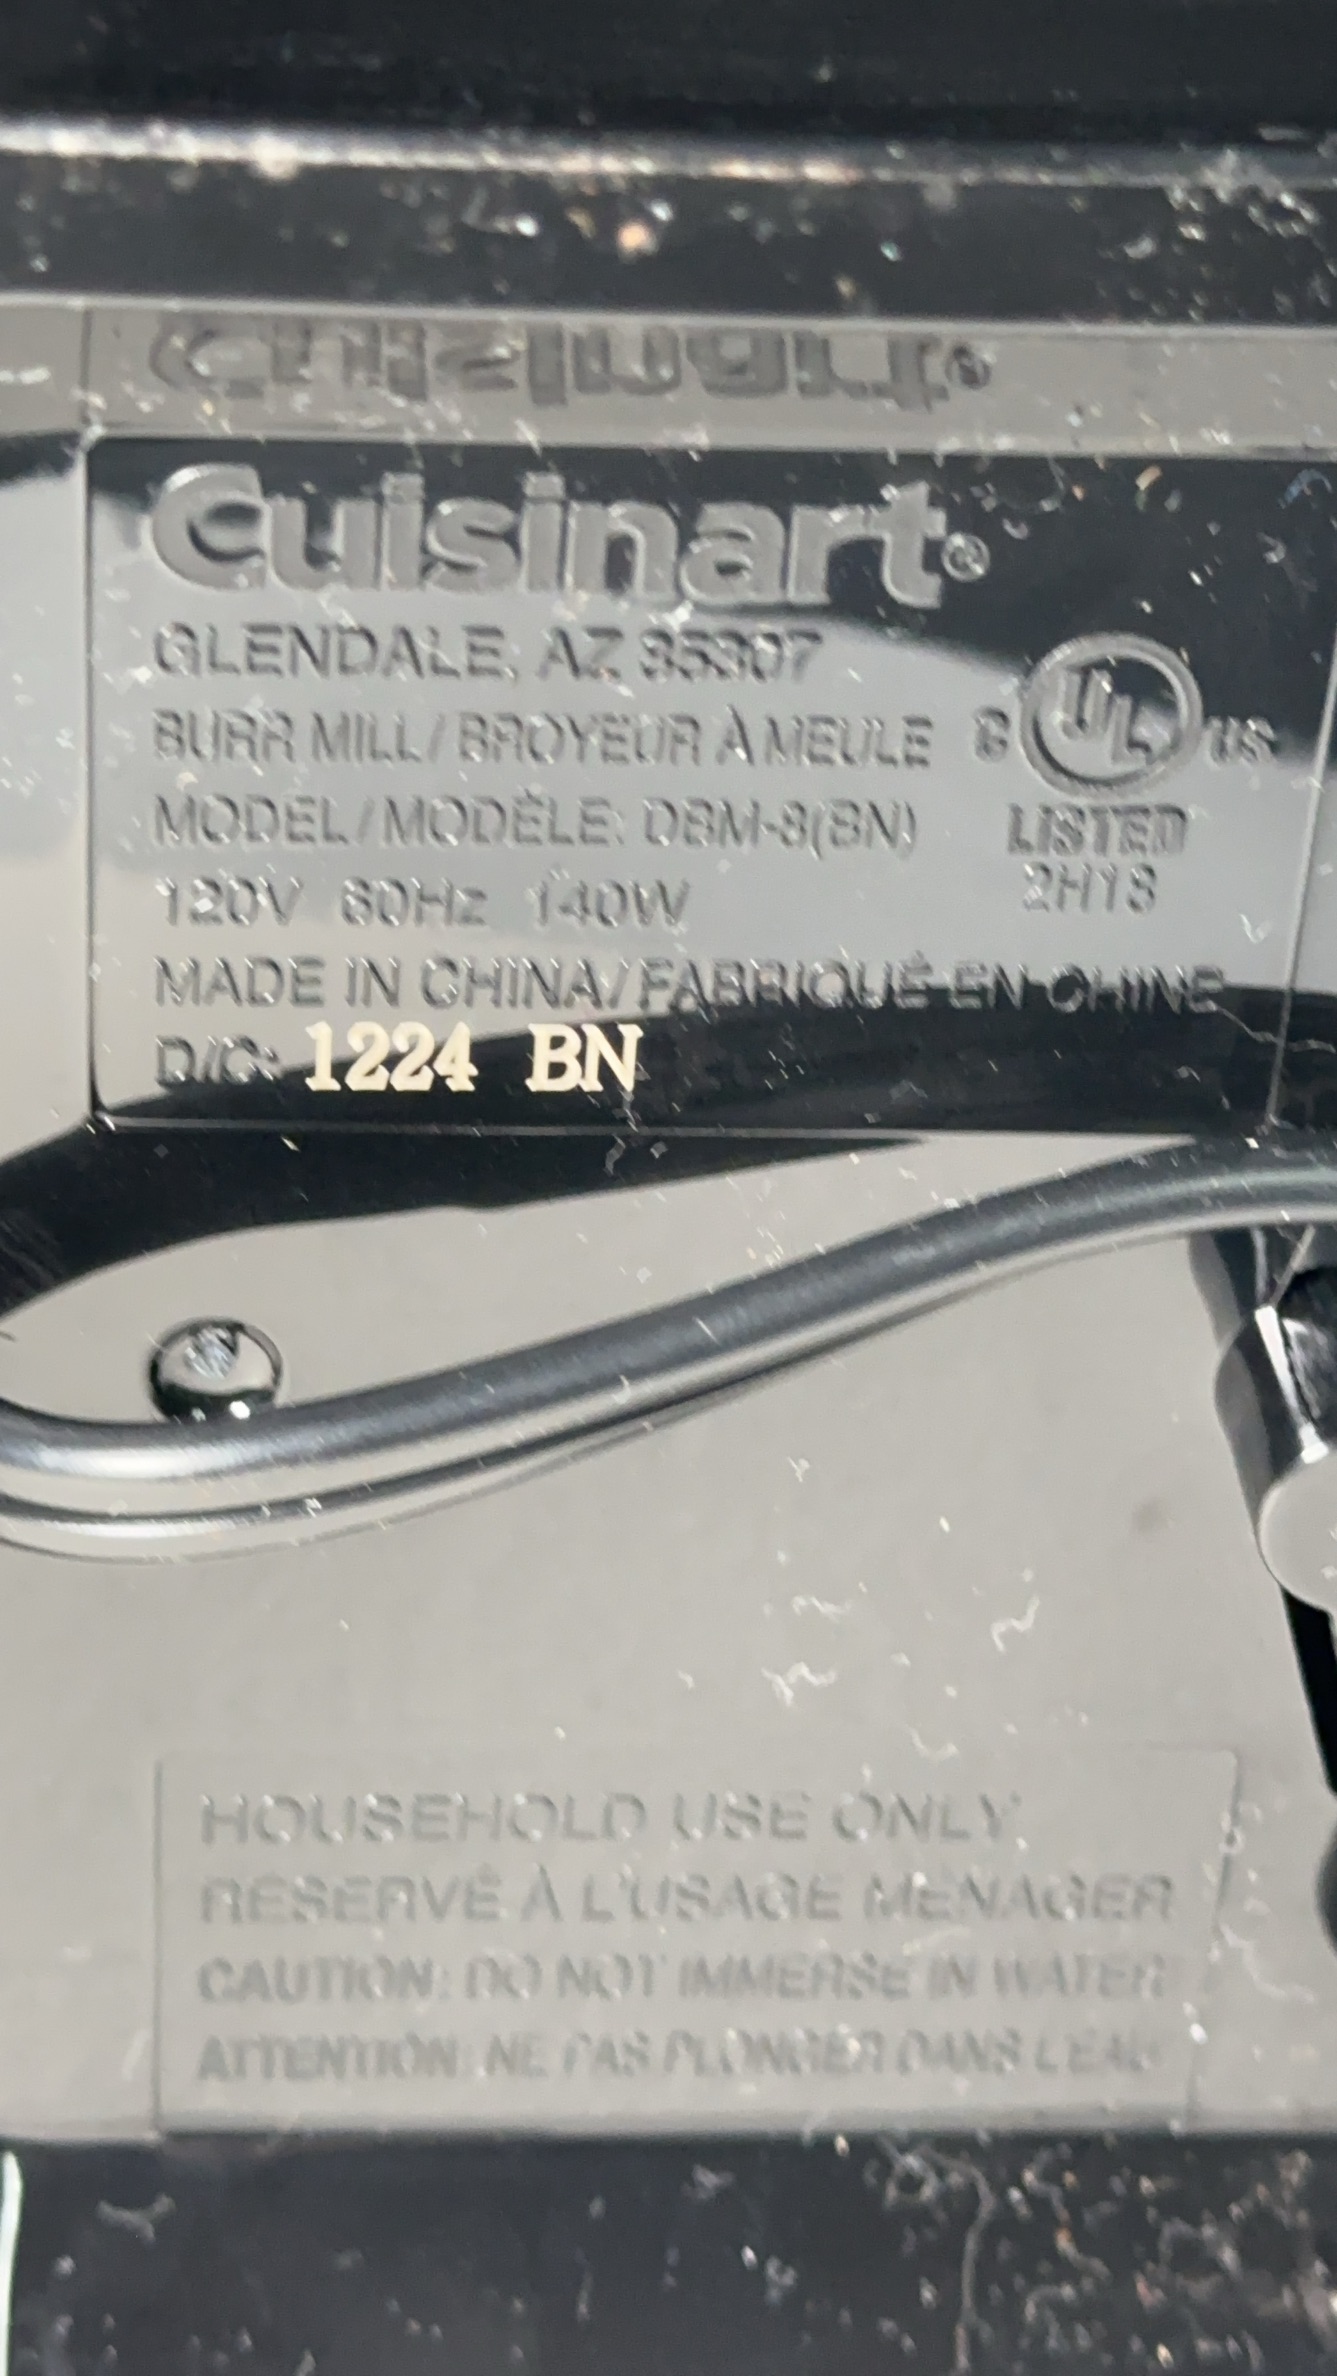 Cuisinart®
GLENDALE, AZ 85307
BURR MILL / BROYEUR À MEULE
MODEL / MODÈLE: DBM-8(BN)
120V 60Hz 140W
MADE IN CHINA / FABRIQUÉ EN CHINE
D/C: 1224 BN
C UL US
LISTED
2H18
HOUSEHOLD USE ONLY.
RÉSERVÉ À L'USAGE MÉNAGER
CAUTION: DO NOT IMMERSE IN WATER
ATTENTION: NE PAS PLONGER DANS L'EAU